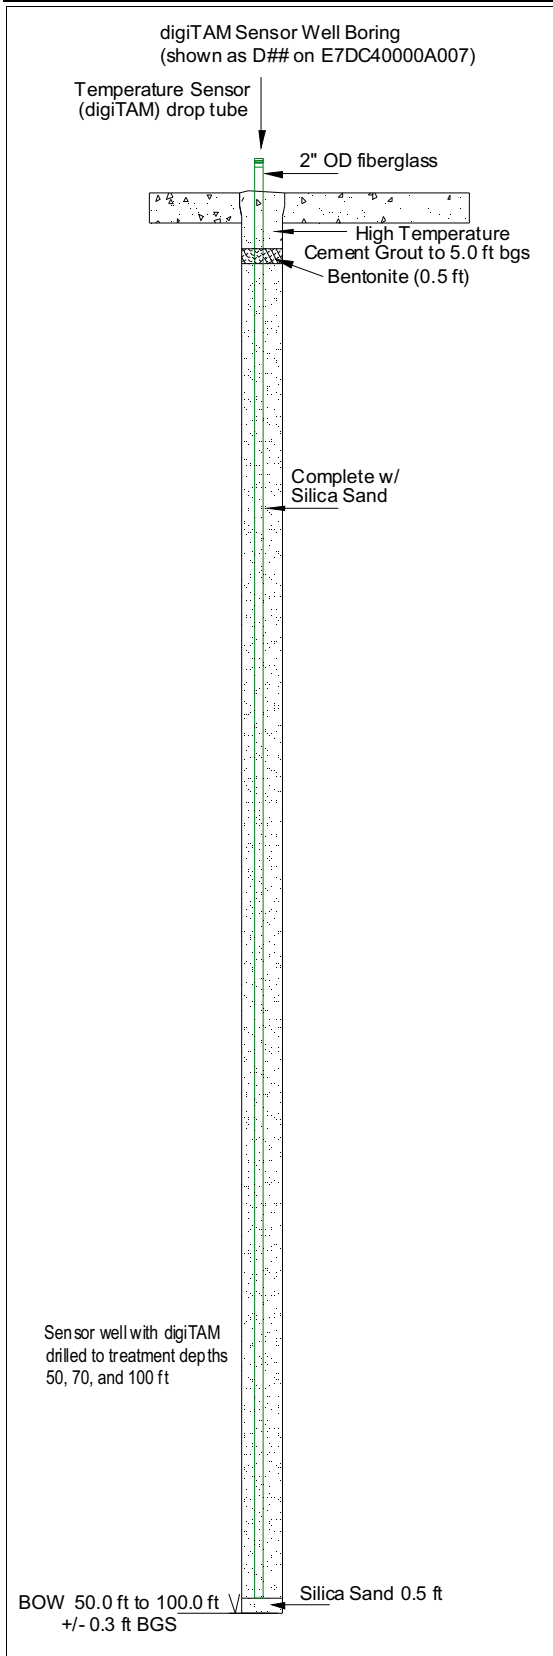 digiTAM Sensor Well Boring
(shown as D## on E7DC40000A007)
Temperature Sensor
(digiTAM) drop tube
2" OD fiberglass
High Temperature
Cement Grout to 5.0 ft bgs
Bentonite (0.5 ft)
Complete w/
Silica Sand
Sensor well with digiTAM
drilled to treatment depths
50, 70, and 100 ft
Silica Sand 0.5 ft
BOW 50.0 ft to 100.0 ft
+/- 0.3 ft BGS